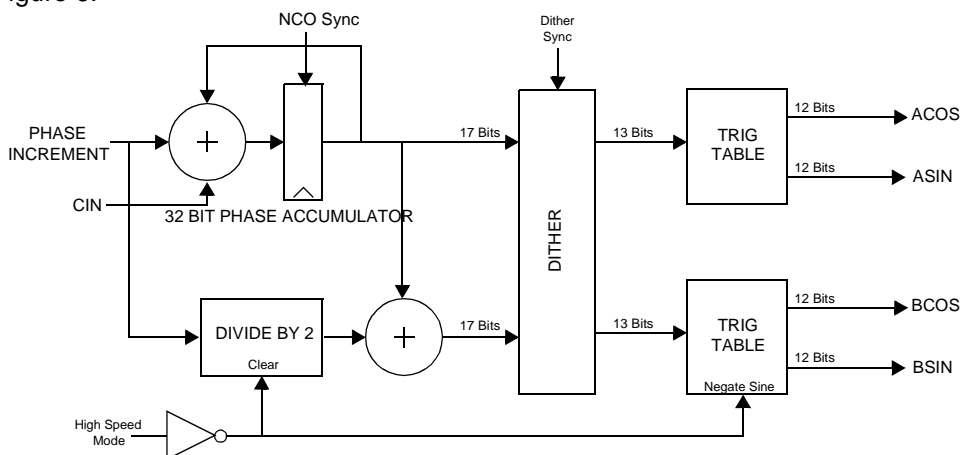 NCO Sync
Dither
Sync
PHASE
INCREMENT
+
17 Bits
13 Bits
TRIG
TABLE
12 Bits
ACOS
12 Bits
ASIN
CIN
32 BIT PHASE ACCUMULATOR
DITHER
DIVIDE BY 2
Clear
+
17 Bits
13 Bits
TRIG
TABLE
Negate Sine
12 Bits
BCOS
12 Bits
BSIN
High Speed
Mode